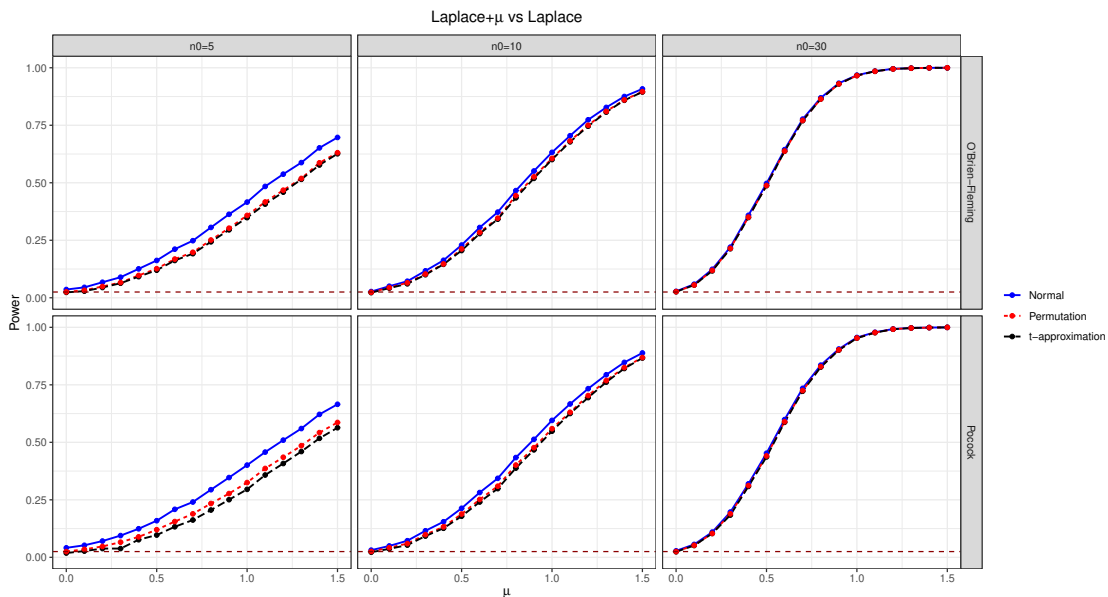 Laplace+μ vs Laplace
n0=5
n0=10
n0=30
1.00
0.75
0.50
0.25
0.00
O'Brien−Fleming
1.00
0.75
0.50
0.25
0.00
Pocock
Power
0.0
0.5
1.0
1.5
0.0
0.5
1.0
1.5
0.0
0.5
1.0
1.5
μ
Normal
Permutation
t−approximation